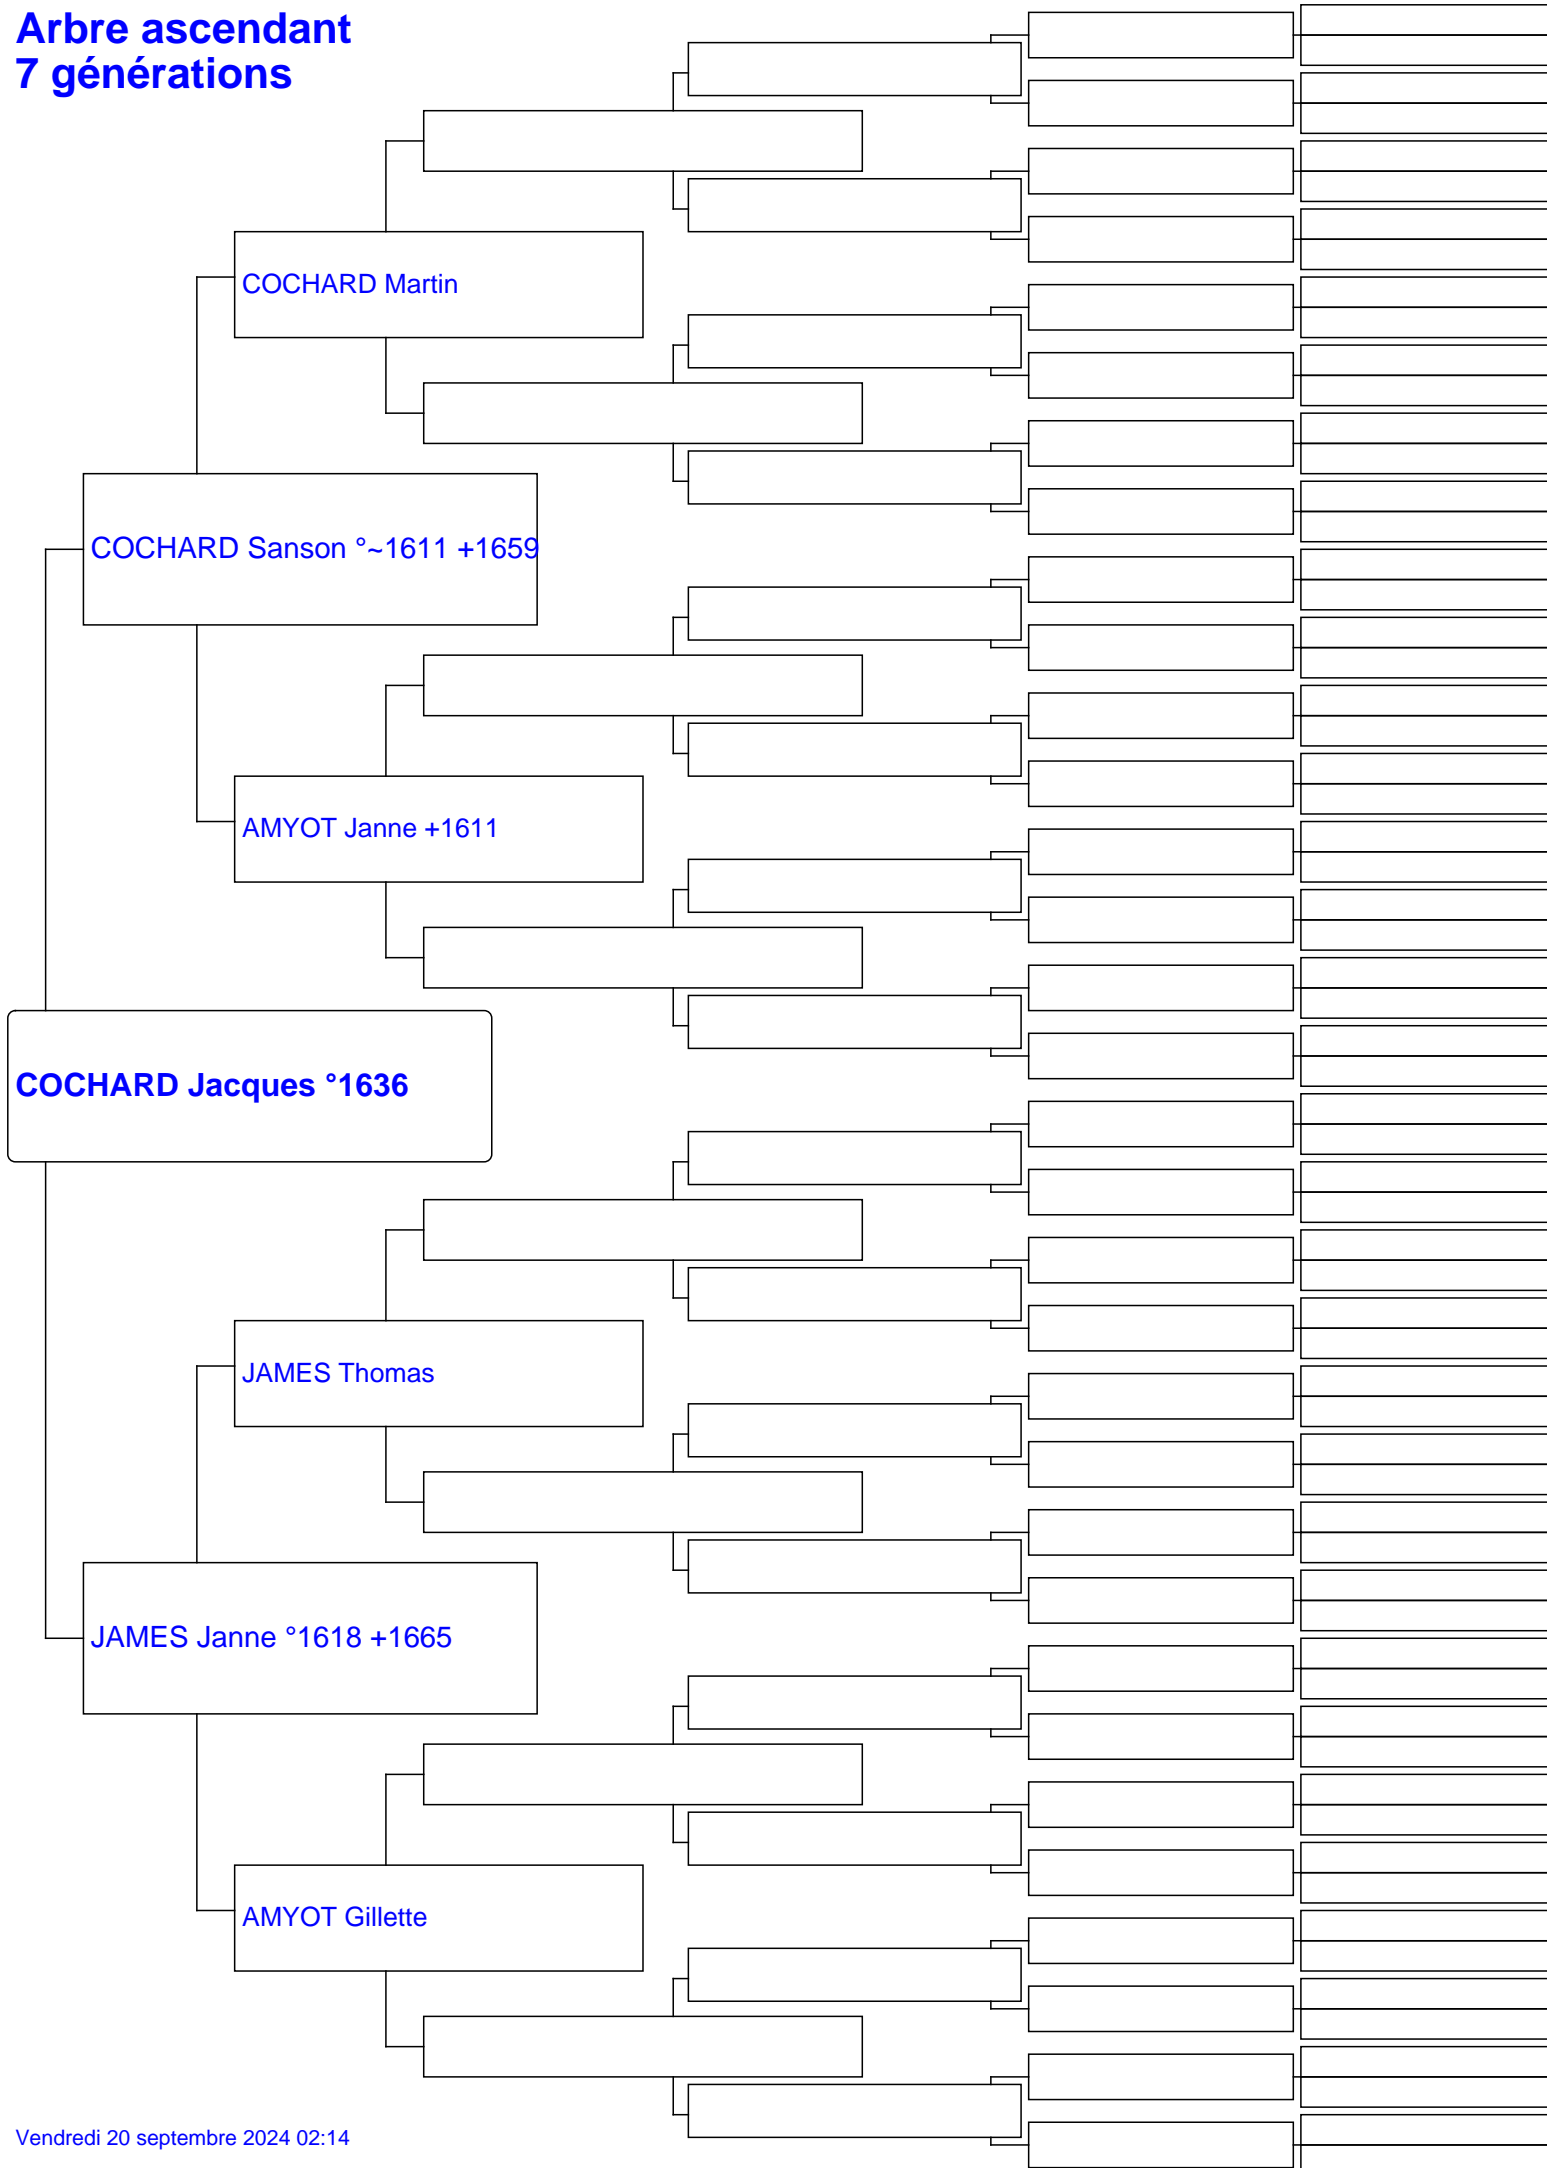 Arbre ascendant
7 générations
COCHARD Martin
COCHARD Sanson °~1611 +1659
AMYOT Janne +1611
COCHARD Jacques °1636
JAMES Thomas
JAMES Janne °1618 +1665
AMYOT Gillette
Vendredi 20 septembre 2024 02:14